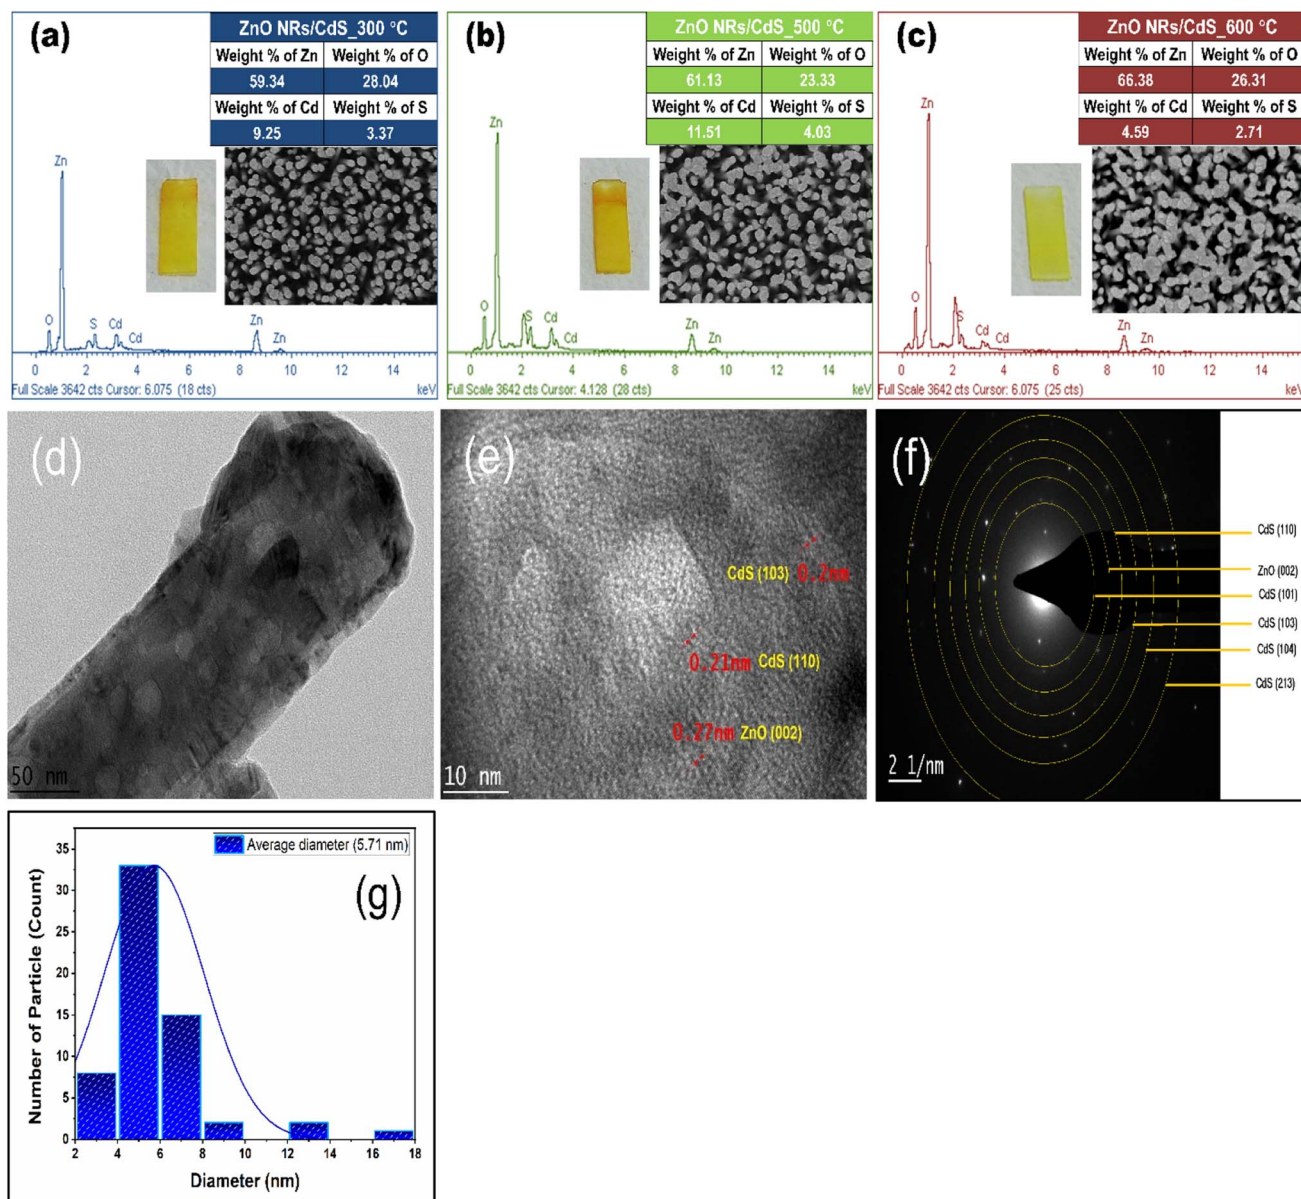 (a)
ZnO NRs/CdS_300 °C
Weight % of Zn Weight % of O
59.34 28.04
Weight % of Cd Weight % of S
9.25 3.37
Zn
O
S
Cd
Cd
Zn
Zn
0 2 4 6 8 10 12 14
Full Scale 3642 cts Cursor: 6.075 (18 cts) keV
(b)
ZnO NRs/CdS_500 °C
Weight % of Zn Weight % of O
61.13 23.33
Weight % of Cd Weight % of S
11.51 4.03
Zn
O
S
Cd
Cd
Zn
Zn
0 2 4 6 8 10 12 14
Full Scale 3642 cts Cursor: 4.128 (28 cts) keV
(c)
ZnO NRs/CdS_600 °C
Weight % of Zn Weight % of O
66.38 26.31
Weight % of Cd Weight % of S
4.59 2.71
Zn
O
S
Cd
Cd
Zn
Zn
0 2 4 6 8 10 12 14
Full Scale 3642 cts Cursor: 6.075 (25 cts) keV
(d)
50 nm
(e)
CdS (103) 0.2nm
0.21nm CdS (110)
0.27nm ZnO (002)
10 nm
(f)
CdS (110)
ZnO (002)
CdS (101)
CdS (103)
CdS (104)
CdS (213)
2 1/nm
(g)
Average diameter (5.71 nm)
Number of Particle (Count)
35
30
25
20
15
10
5
0
2 4 6 8 10 12 14 16 18
Diameter (nm)